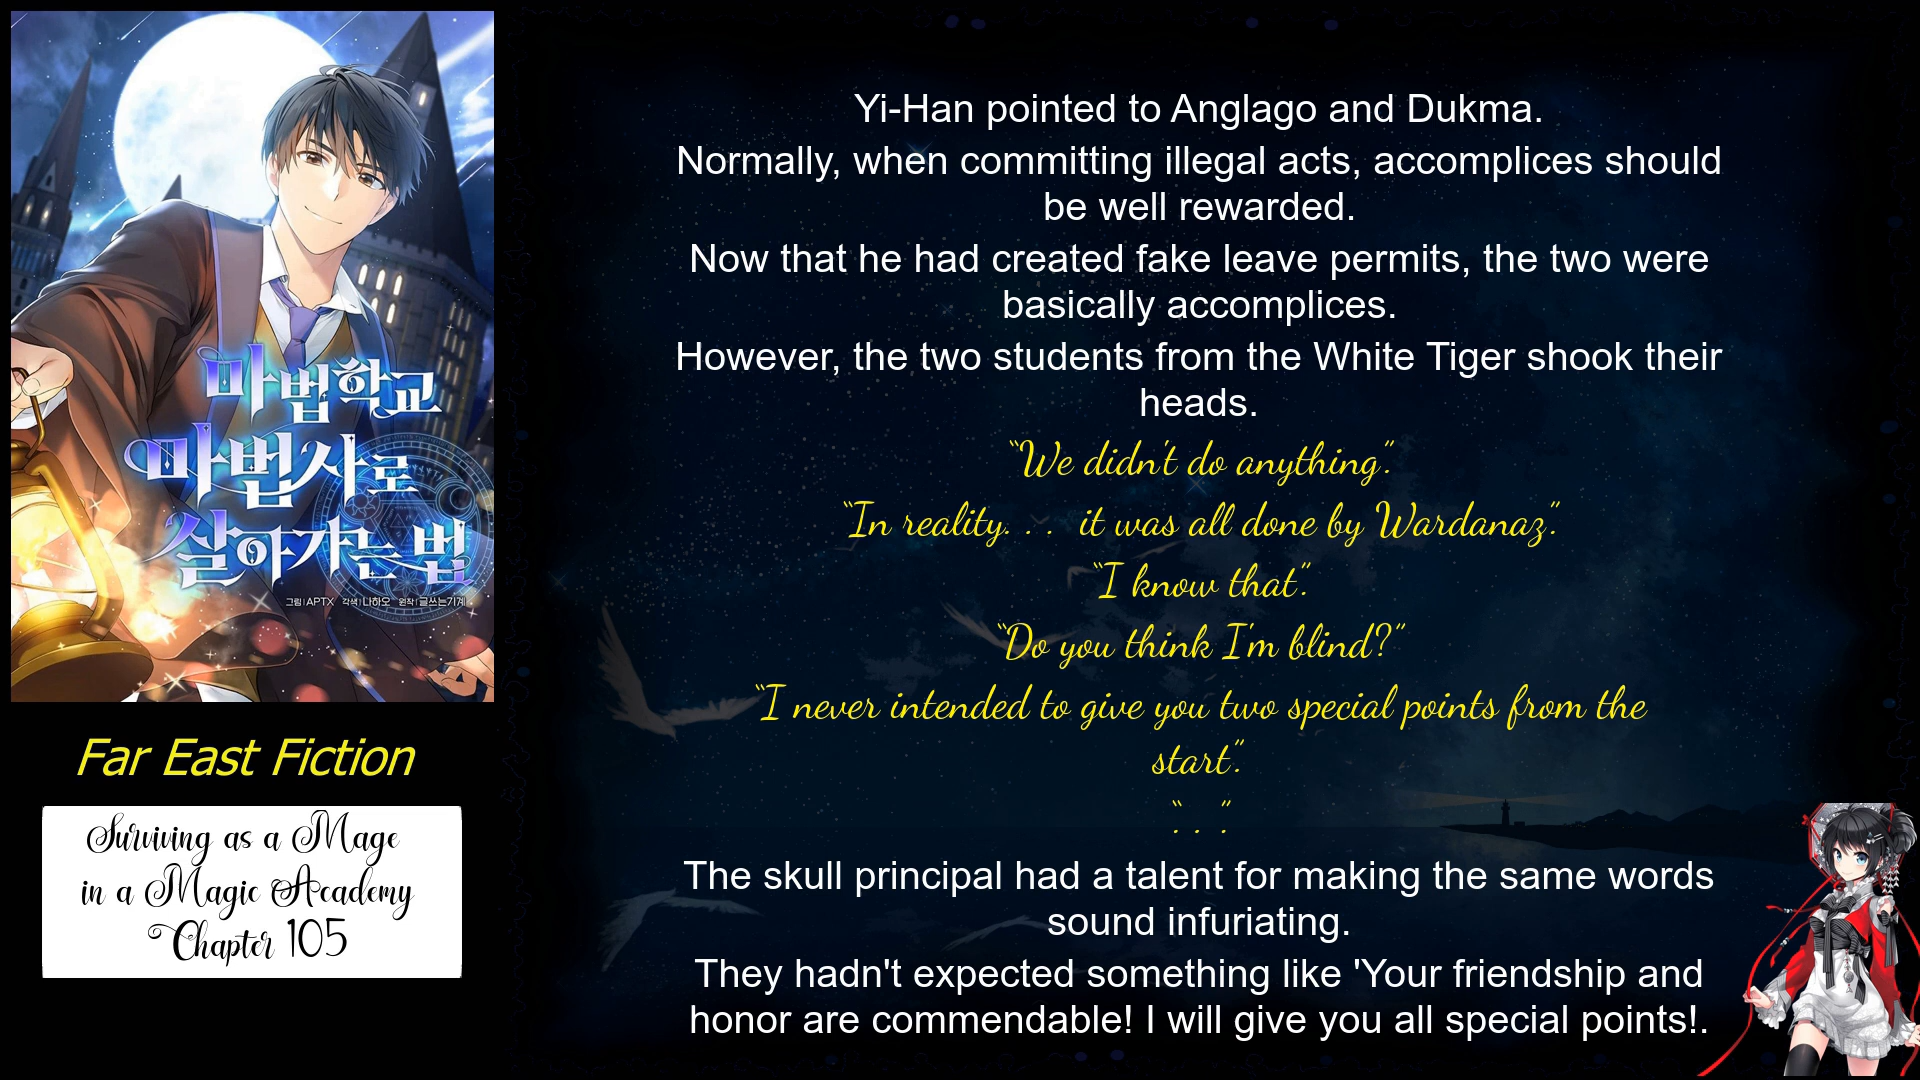 마법학교
마법사로
살아가는 법
그림|APTX 각색|나하오 원작|글쓰는기계
Far East Fiction
Surviving as a Mage
in a Magic Academy
Chapter 105
Yi-Han pointed to Anglago and Dukma.
Normally, when committing illegal acts, accomplices should
be well rewarded.
Now that he had created fake leave permits, the two were
basically accomplices.
However, the two students from the White Tiger shook their
heads.
“We didn't do anything”.
“In reality. . .  it was all done by Wardanaz”.
“I know that”.
“Do you think I'm blind?”
“I never intended to give you two special points from the
start”.
“. . .”
The skull principal had a talent for making the same words
sound infuriating.
They hadn't expected something like 'Your friendship and
honor are commendable! I will give you all special points!.